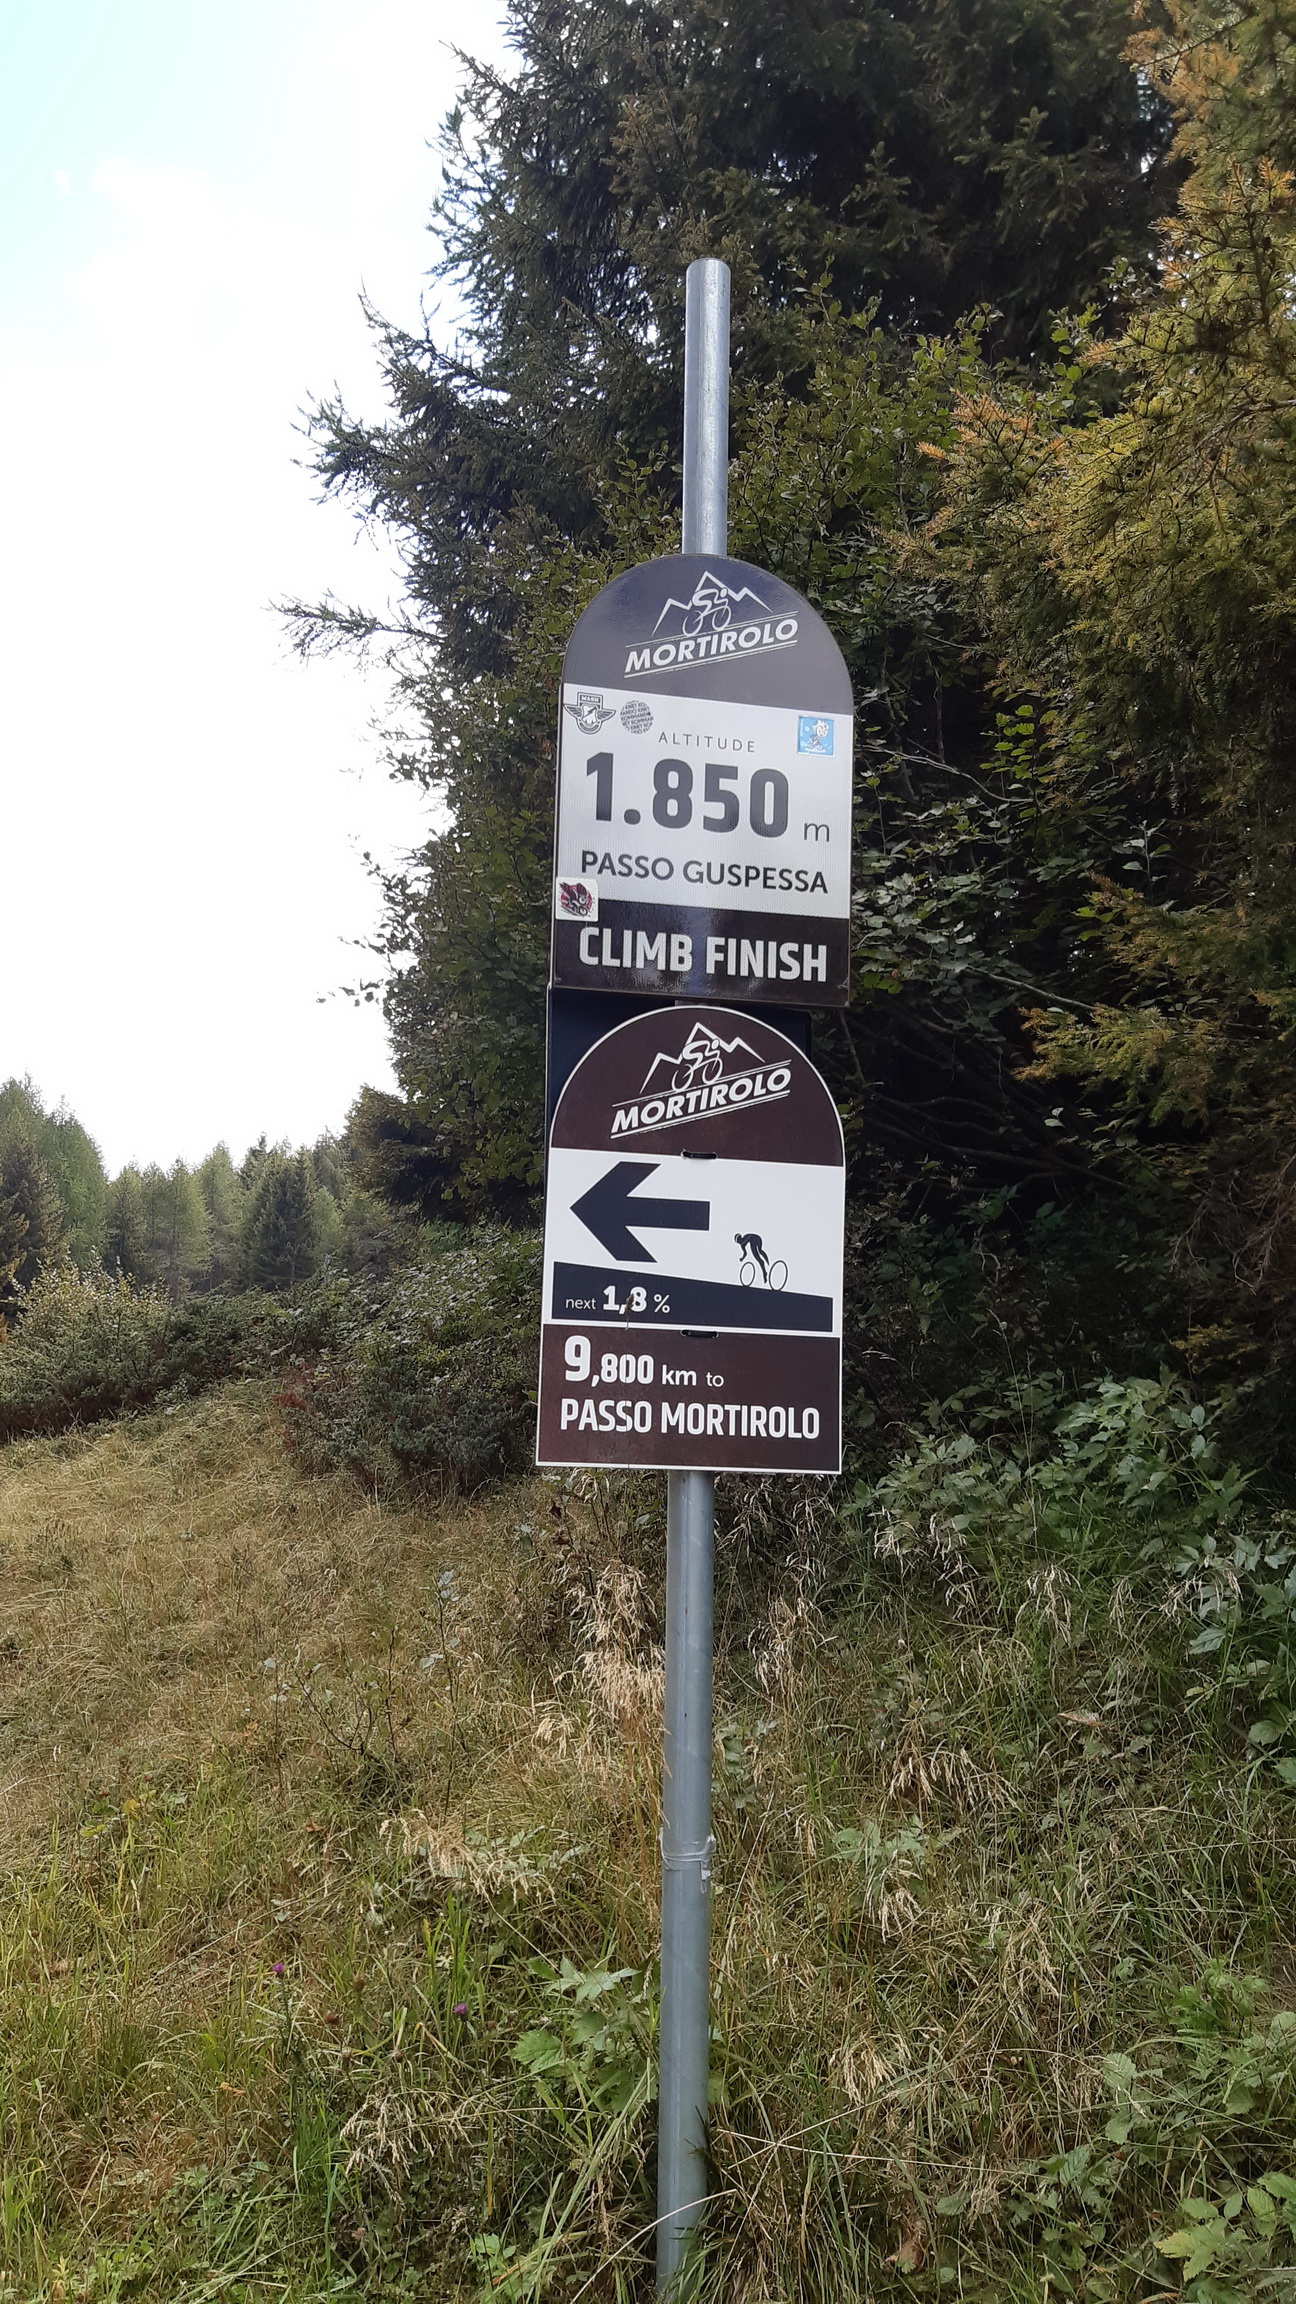 MORTIROLO
ALTITUDE
1.850 m
PASSO GUSPESSA
CLIMB FINISH
MORTIROLO
next 1,8 %
9,800 km to
PASSO MORTIROLO